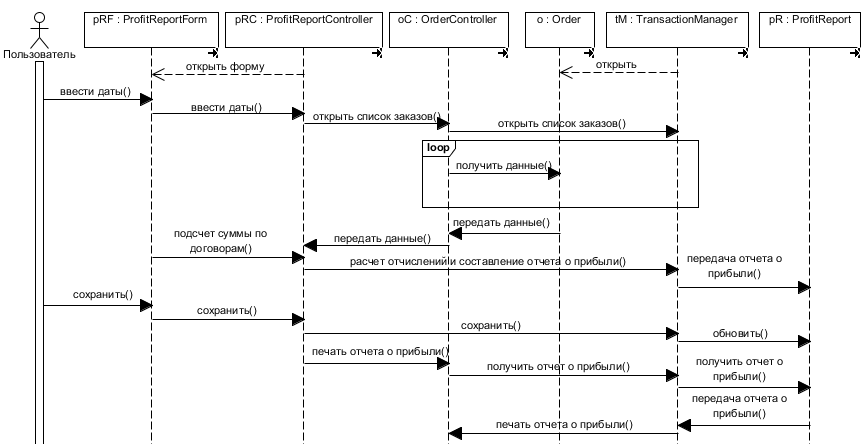 pRF : ProfitReportForm
pRC : ProfitReportController
oC : OrderController
o : Order
tM : TransactionManager
pR : ProfitReport
Пользователь
открыть форму
открыть
ввести даты()
ввести даты()
открыть список заказов()
открыть список заказов()
loop
получить данные()
передать данные()
передать данные()
подсчет суммы по
договорам()
расчет отчислений и составление отчета о прибыли()
передача отчета о
прибыли()
сохранить()
сохранить()
сохранить()
обновить()
печать отчета о прибыли()
получить отчет о прибыли()
получить отчет о
прибыли()
передача отчета о
прибыли()
печать отчета о прибыли()